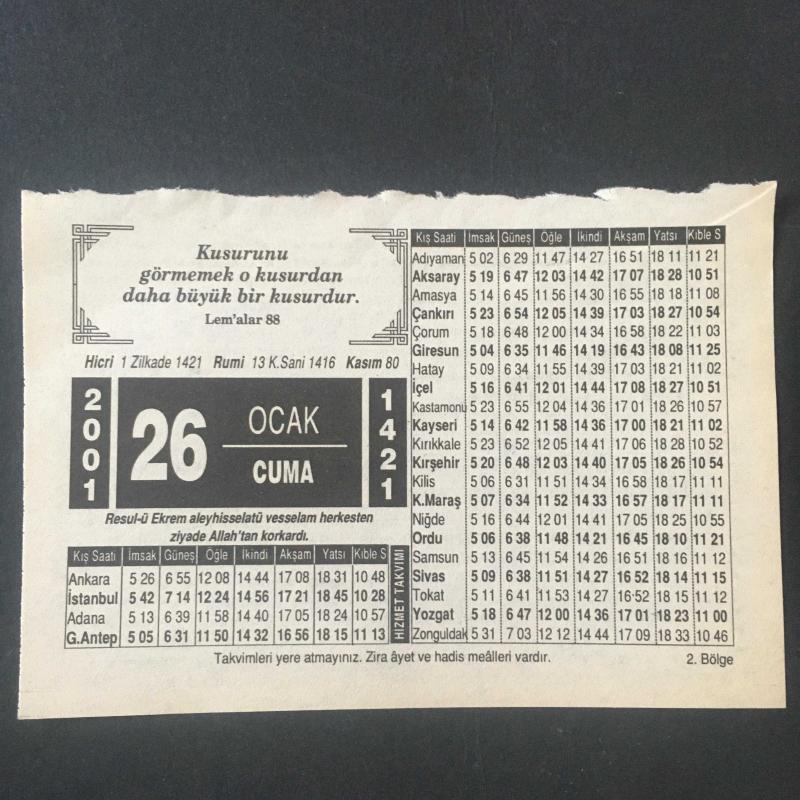 Kusurunu
görmemek o kusurdan
daha büyük bir kusurdur.
Lem'alar 88
Hicri 1 Zilkade 1421 Rumi 13 K.Sani 1416 Kasım 80
2001
26
OCAK
CUMA
1421
Resul-ü Ekrem aleyhisselatü vesselam herkesten
ziyade Allah'tan korkardı.
Kış Saati İmsak Güneş Öğle İkindi Akşam Yatsı Kıble S
Ankara 5 26 6 55 12 08 14 44 17 08 18 31 10 48
İstanbul 5 42 7 14 12 24 14 56 17 21 18 45 10 28
Adana 5 13 6 39 11 58 14 40 17 05 18 24 10 57
G.Antep 5 05 6 31 11 50 14 32 16 56 18 15 11 13
HİZMET TAKVİMİ
Kış Saati İmsak Güneş Öğle İkindi Akşam Yatsı Kıble S
Adıyaman 5 02 6 29 11 47 14 27 16 51 18 11 11 21
Aksaray 5 19 6 47 12 03 14 42 17 07 18 28 10 51
Amasya 5 14 6 45 11 56 14 30 16 55 18 18 11 08
Çankırı 5 23 6 54 12 05 14 39 17 03 18 27 10 54
Çorum 5 18 6 48 12 00 14 34 16 58 18 22 11 03
Giresun 5 04 6 35 11 46 14 19 16 43 18 08 11 25
Hatay 5 09 6 34 11 55 14 39 17 03 18 21 11 02
İçel 5 16 6 41 12 01 14 44 17 08 18 27 10 51
Kastamonu 5 23 6 55 12 04 14 36 17 01 18 26 10 57
Kayseri 5 14 6 42 11 58 14 36 17 00 18 21 11 02
Kırıkkale 5 23 6 52 12 05 14 41 17 06 18 28 10 52
Kırşehir 5 20 6 48 12 03 14 40 17 05 18 26 10 54
Kilis 5 06 6 31 11 51 14 34 16 58 18 17 11 11
K.Maraş 5 07 6 34 11 52 14 33 16 57 18 17 11 11
Niğde 5 16 6 44 12 01 14 41 17 05 18 25 10 55
Ordu 5 06 6 38 11 48 14 21 16 45 18 10 11 21
Samsun 5 13 6 45 11 54 14 26 16 51 18 16 11 12
Sivas 5 09 6 38 11 51 14 27 16 52 18 14 11 15
Tokat 5 11 6 41 11 53 14 27 16 52 18 15 11 12
Yozgat 5 18 6 47 12 00 14 36 17 01 18 23 11 00
Zonguldak 5 31 7 03 12 12 14 44 17 09 18 33 10 46
Takvimleri yere atmayınız. Zira âyet ve hadis meâlleri vardır.
2. Bölge